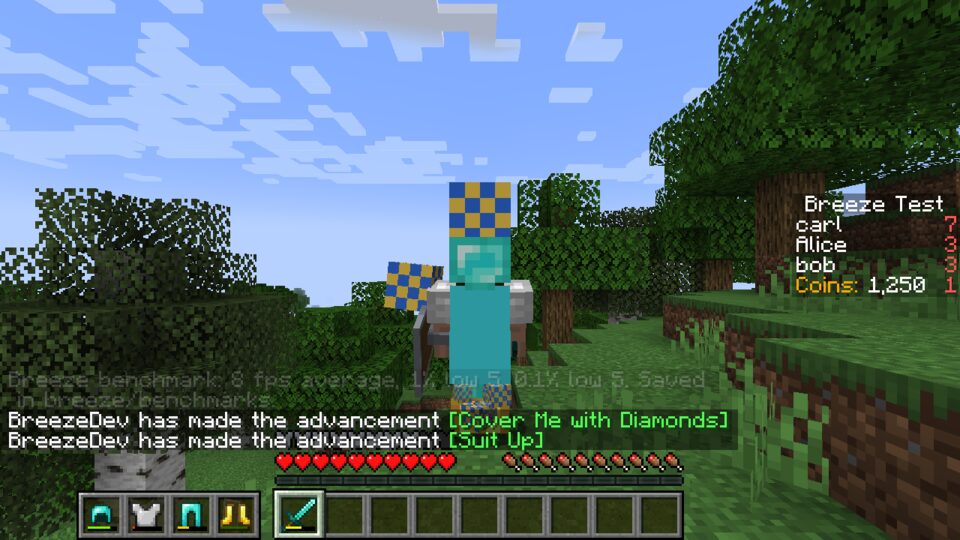 Breeze Test
carl 7
Alice 3
bob 3
Coins: 1,250 1
Breeze benchmark: 8 fps average, 1% low 5, 0.1% low 5. Saved
in breeze/benchmarks
BreezeDev has made the advancement [Cover Me with Diamonds]
BreezeDev has made the advancement [Suit Up]